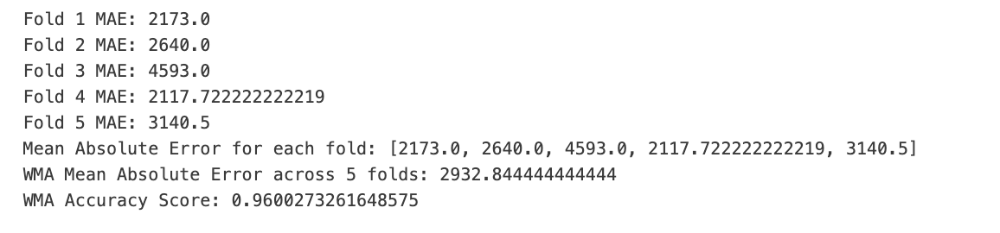 Fold 1 MAE: 2173.0
Fold 2 MAE: 2640.0
Fold 3 MAE: 4593.0
Fold 4 MAE: 2117.722222222219
Fold 5 MAE: 3140.5
Mean Absolute Error for each fold: [2173.0, 2640.0, 4593.0, 2117.722222222219, 3140.5]
WMA Mean Absolute Error across 5 folds: 2932.844444444444
WMA Accuracy Score: 0.9600273261648575